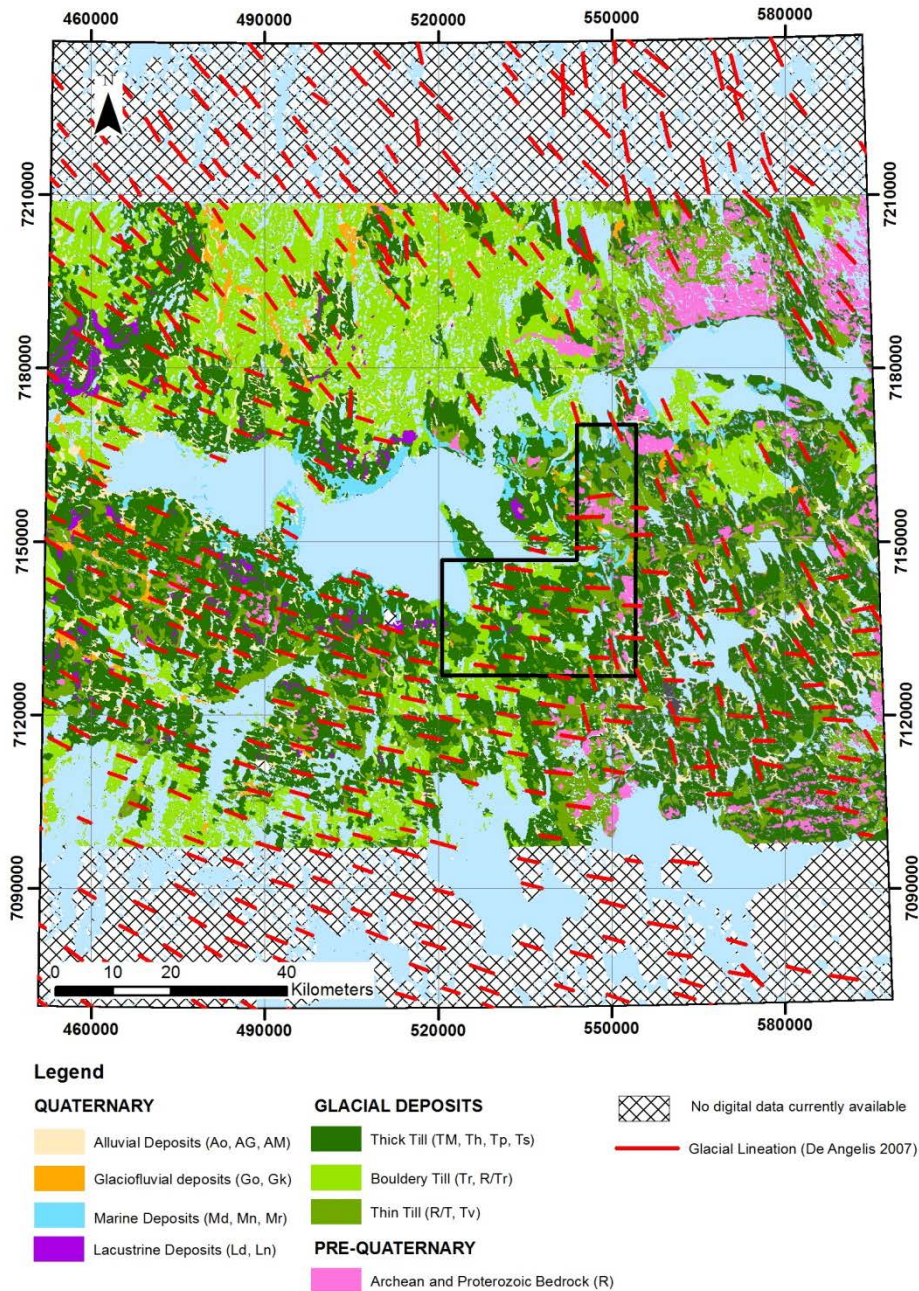 460000 490000 520000 550000 580000
N
7210000 7210000
7180000 7180000
7150000 7150000
7120000 7120000
7090000 7090000
0 10 20 40
Kilometers
460000 490000 520000 550000 580000
Legend
QUATERNARY
Alluvial Deposits (Ao, AG, AM)
Glaciofluvial deposits (Go, Gk)
Marine Deposits (Md, Mn, Mr)
Lacustrine Deposits (Ld, Ln)
GLACIAL DEPOSITS
Thick Till (TM, Th, Tp, Ts)
Bouldery Till (Tr, R/Tr)
Thin Till (R/T, Tv)
PRE-QUATERNARY
Archean and Proterozoic Bedrock (R)
No digital data currently available
Glacial Lineation (De Angelis 2007)